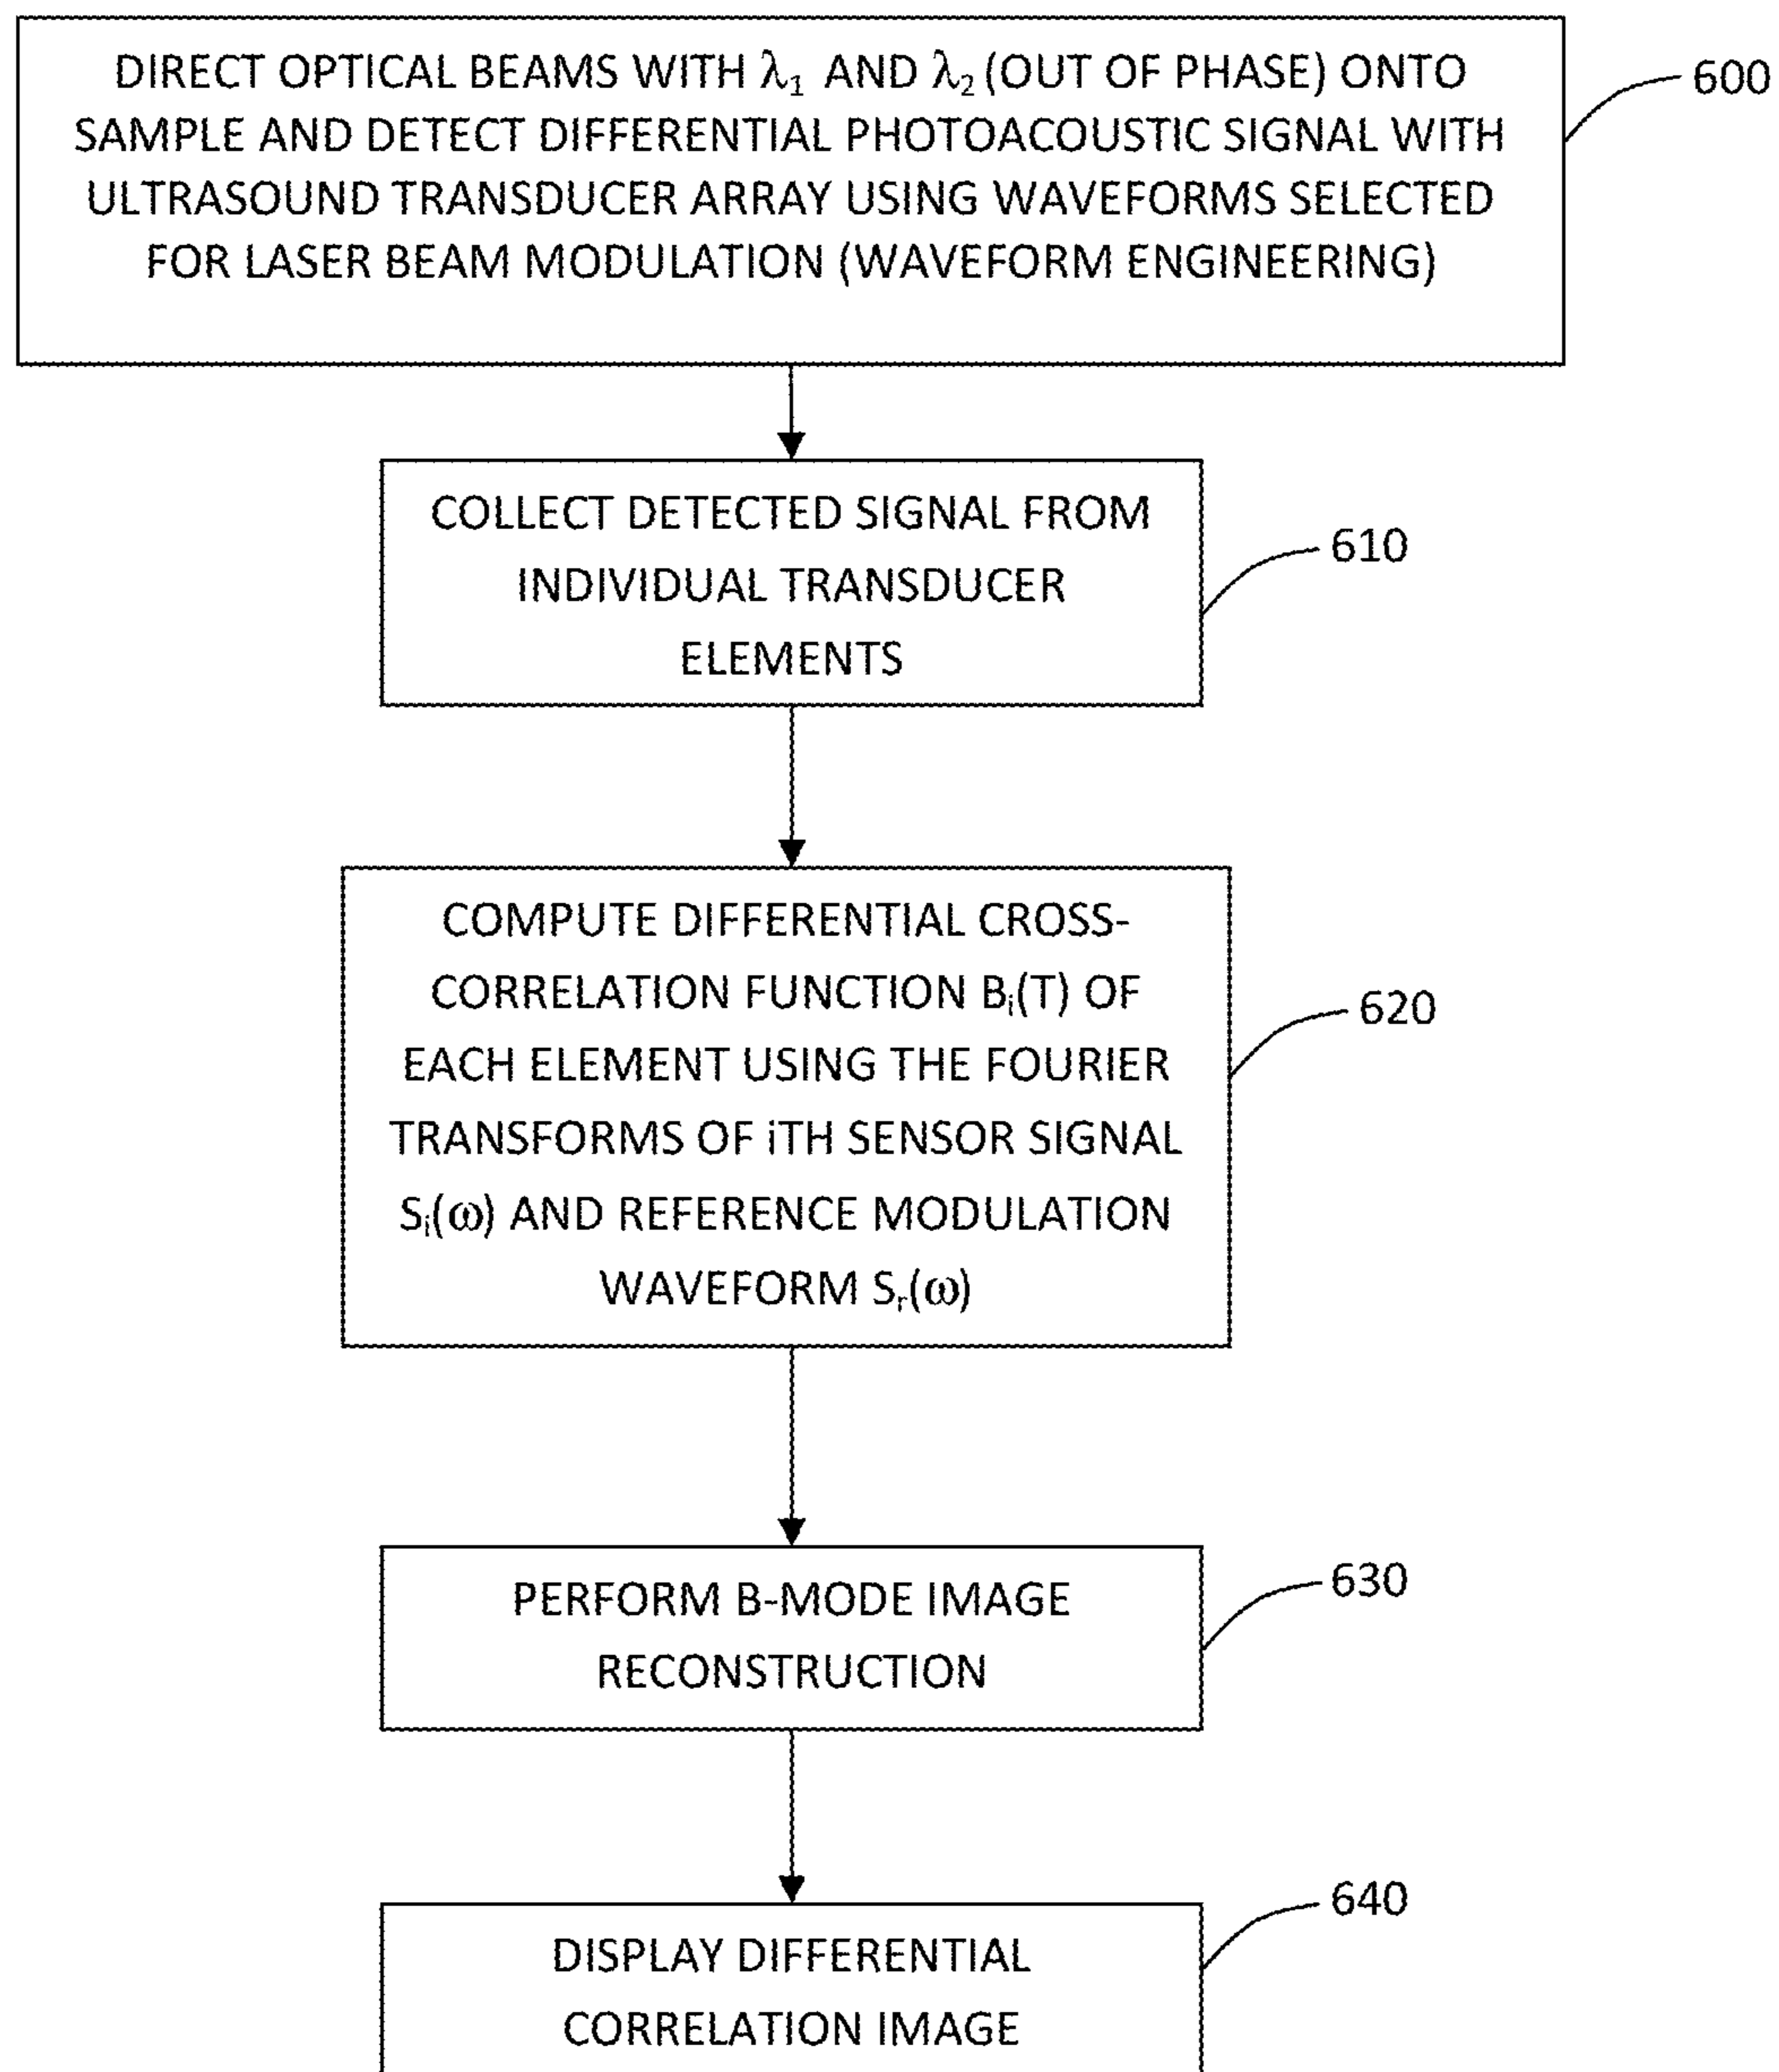 DIRECT OPTICAL BEAMS WITH λ₁ AND λ₂ (OUT OF PHASE) ONTO
SAMPLE AND DETECT DIFFERENTIAL PHOTOACOUSTIC SIGNAL WITH
ULTRASOUND TRANSDUCER ARRAY USING WAVEFORMS SELECTED
FOR LASER BEAM MODULATION (WAVEFORM ENGINEERING)
600
COLLECT DETECTED SIGNAL FROM
INDIVIDUAL TRANSDUCER
ELEMENTS
610
COMPUTE DIFFERENTIAL CROSS-
CORRELATION FUNCTION Bᵢ(T) OF
EACH ELEMENT USING THE FOURIER
TRANSFORMS OF iTH SENSOR SIGNAL
Sᵢ(ω) AND REFERENCE MODULATION
WAVEFORM Sᵣ(ω)
620
PERFORM B-MODE IMAGE
RECONSTRUCTION
630
DISPLAY DIFFERENTIAL
CORRELATION IMAGE
640